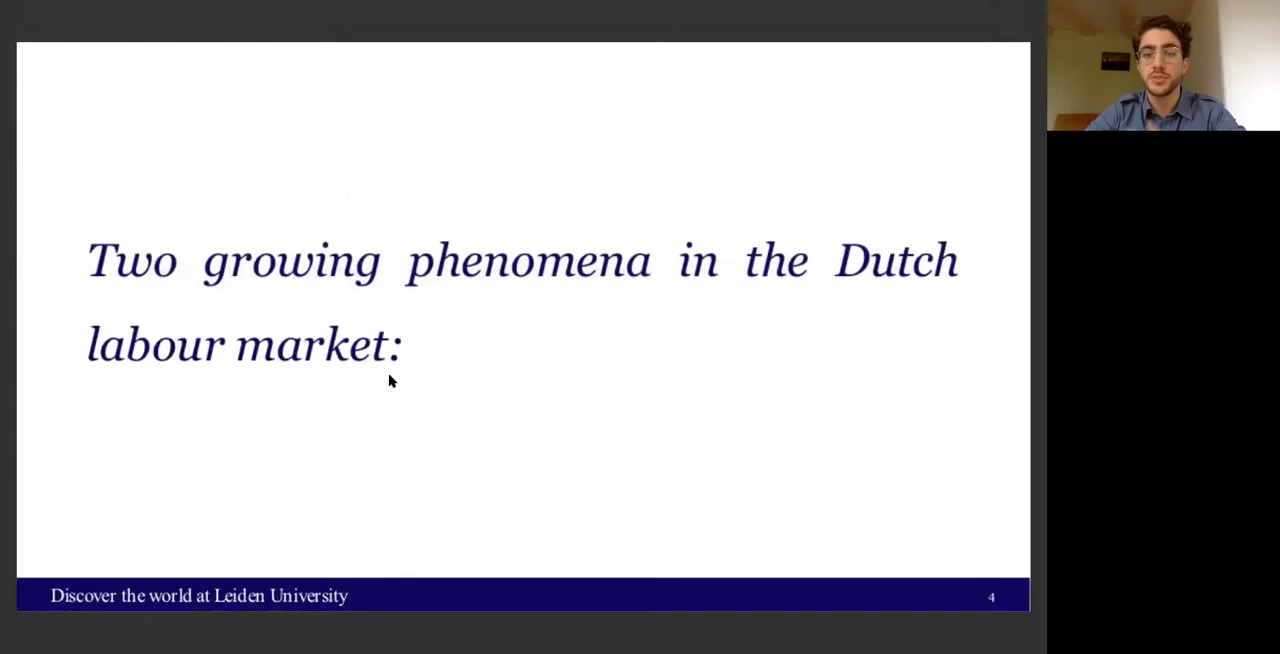 Two growing phenomena in the Dutch
labour market:
Discover the world at Leiden University
4